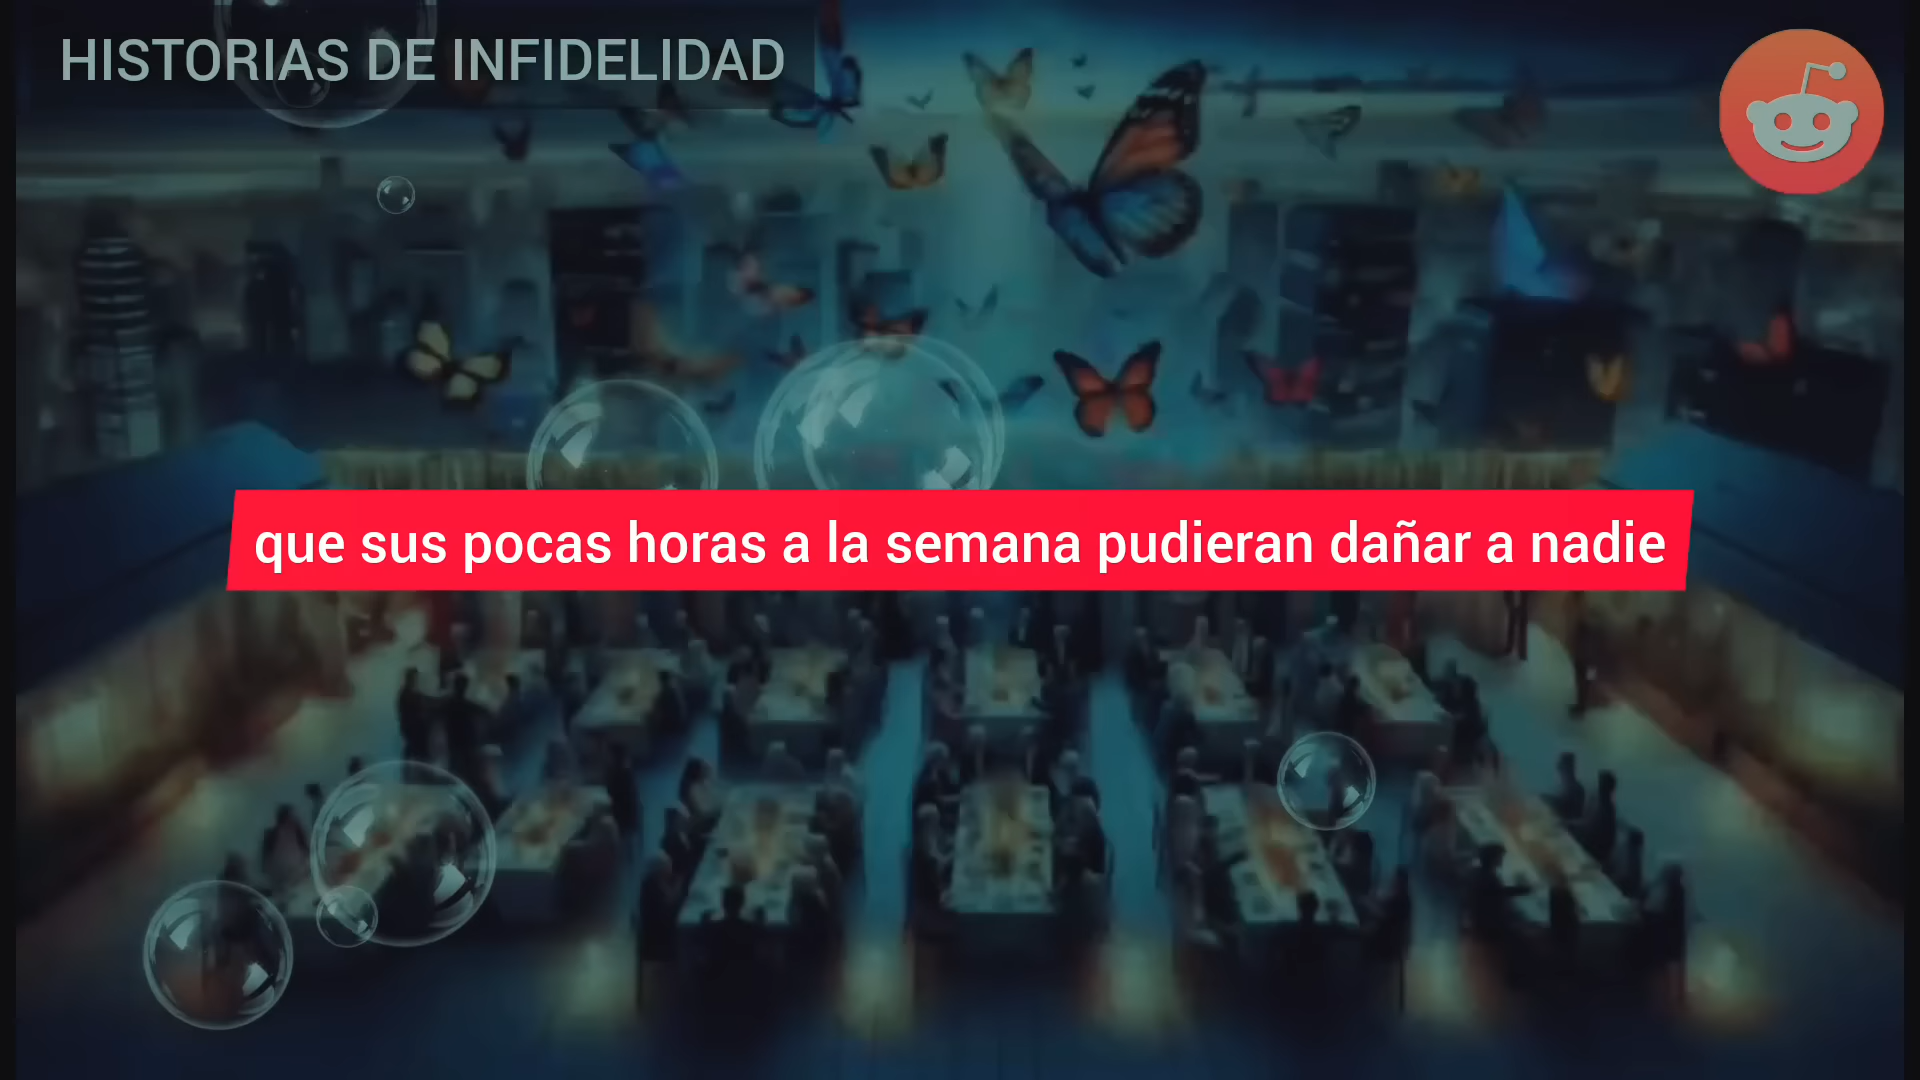 HISTORIAS DE INFIDELIDAD
que sus pocas horas a la semana pudieran dañar a nadie